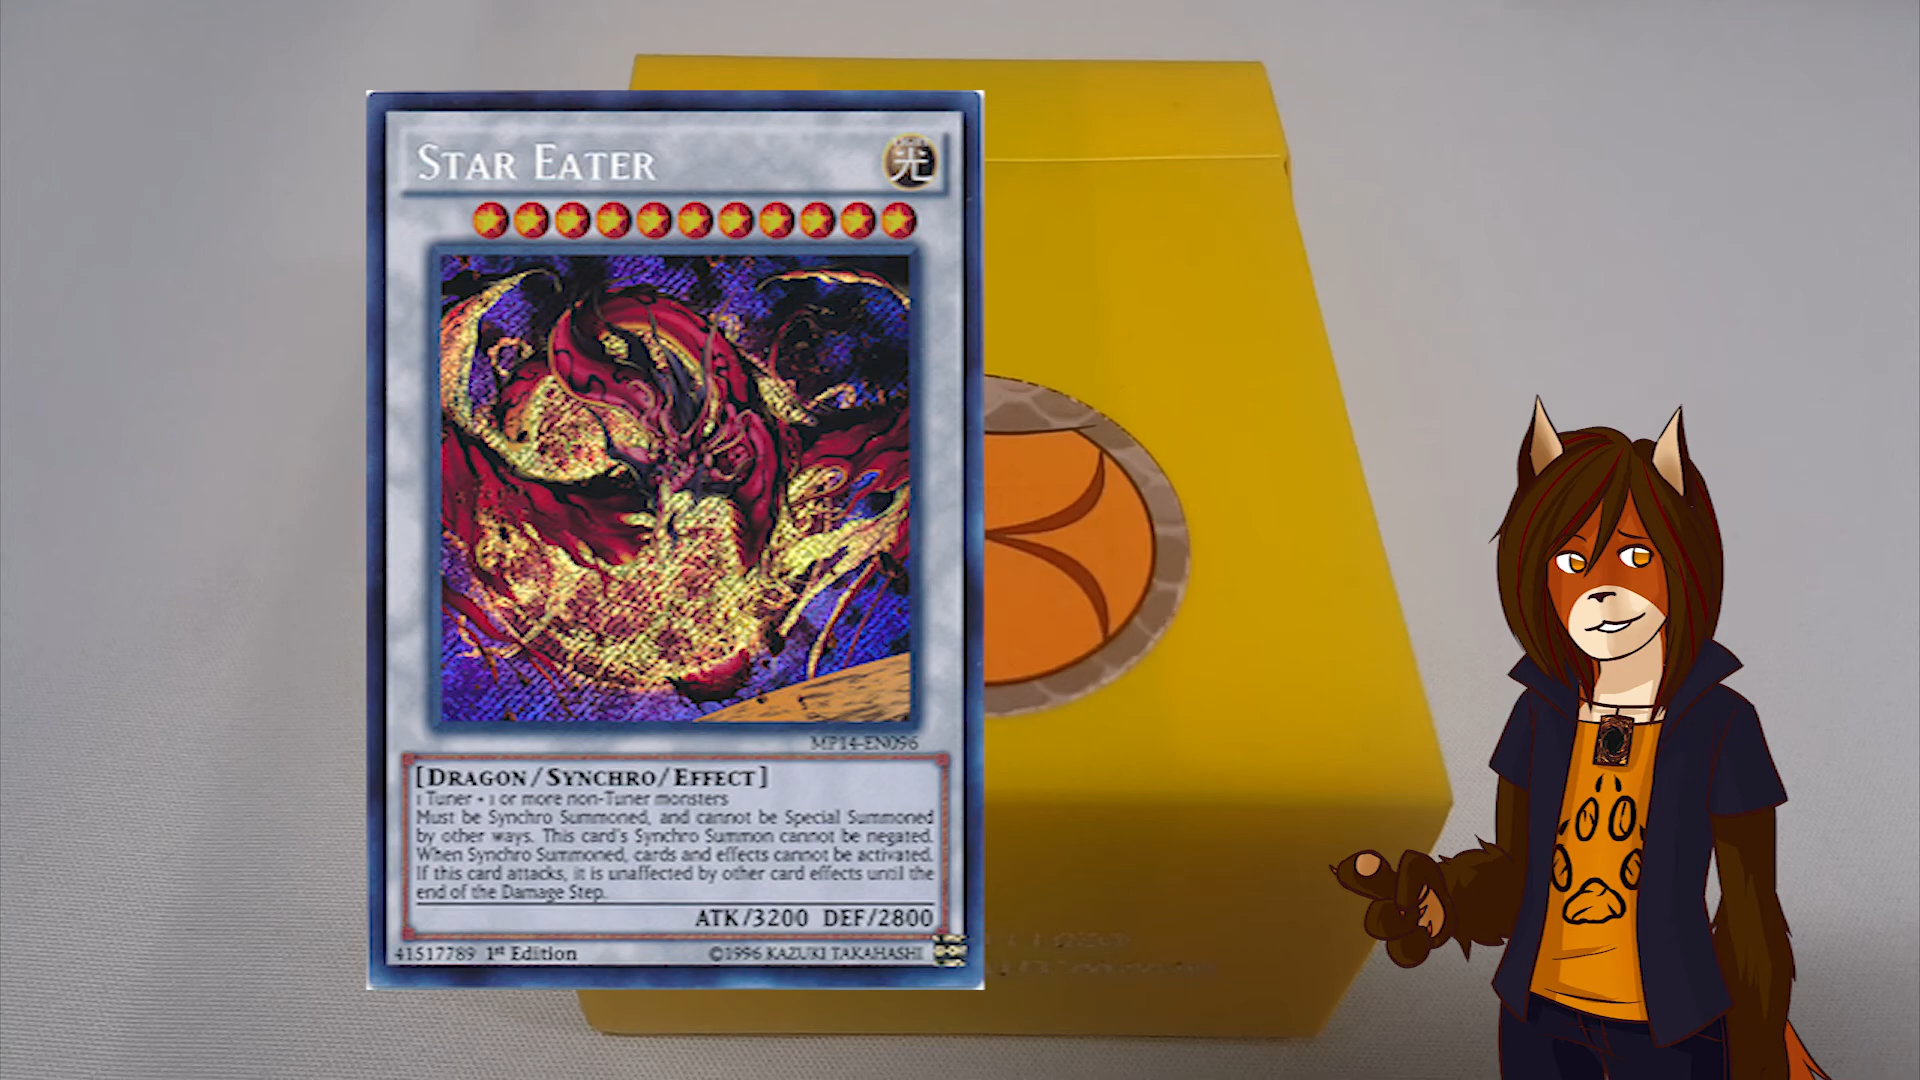 STAR EATER
光
MP14-EN096
[DRAGON/SYNCHRO/EFFECT]
1 Tuner + 1 or more non-Tuner monsters
Must be Synchro Summoned, and cannot be Special Summoned
by other ways. This card's Synchro Summon cannot be negated.
When Synchro Summoned, cards and effects cannot be activated.
If this card attacks, it is unaffected by other card effects until the
end of the Damage Step.
ATK/3200 DEF/2800
41517789 1st Edition ©1996 KAZUKI TAKAHASHI